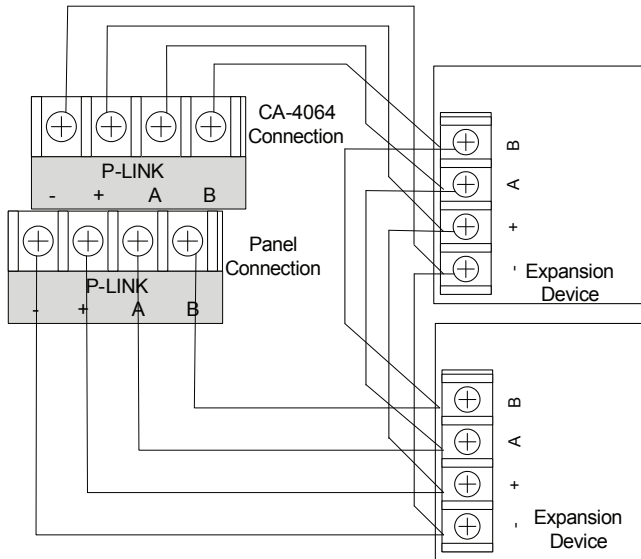 CA-4064
Connection
P-LINK
- + A B
Panel
Connection
P-LINK
- + A B
B
A
+
-
Expansion
Device
B
A
+
-
Expansion
Device